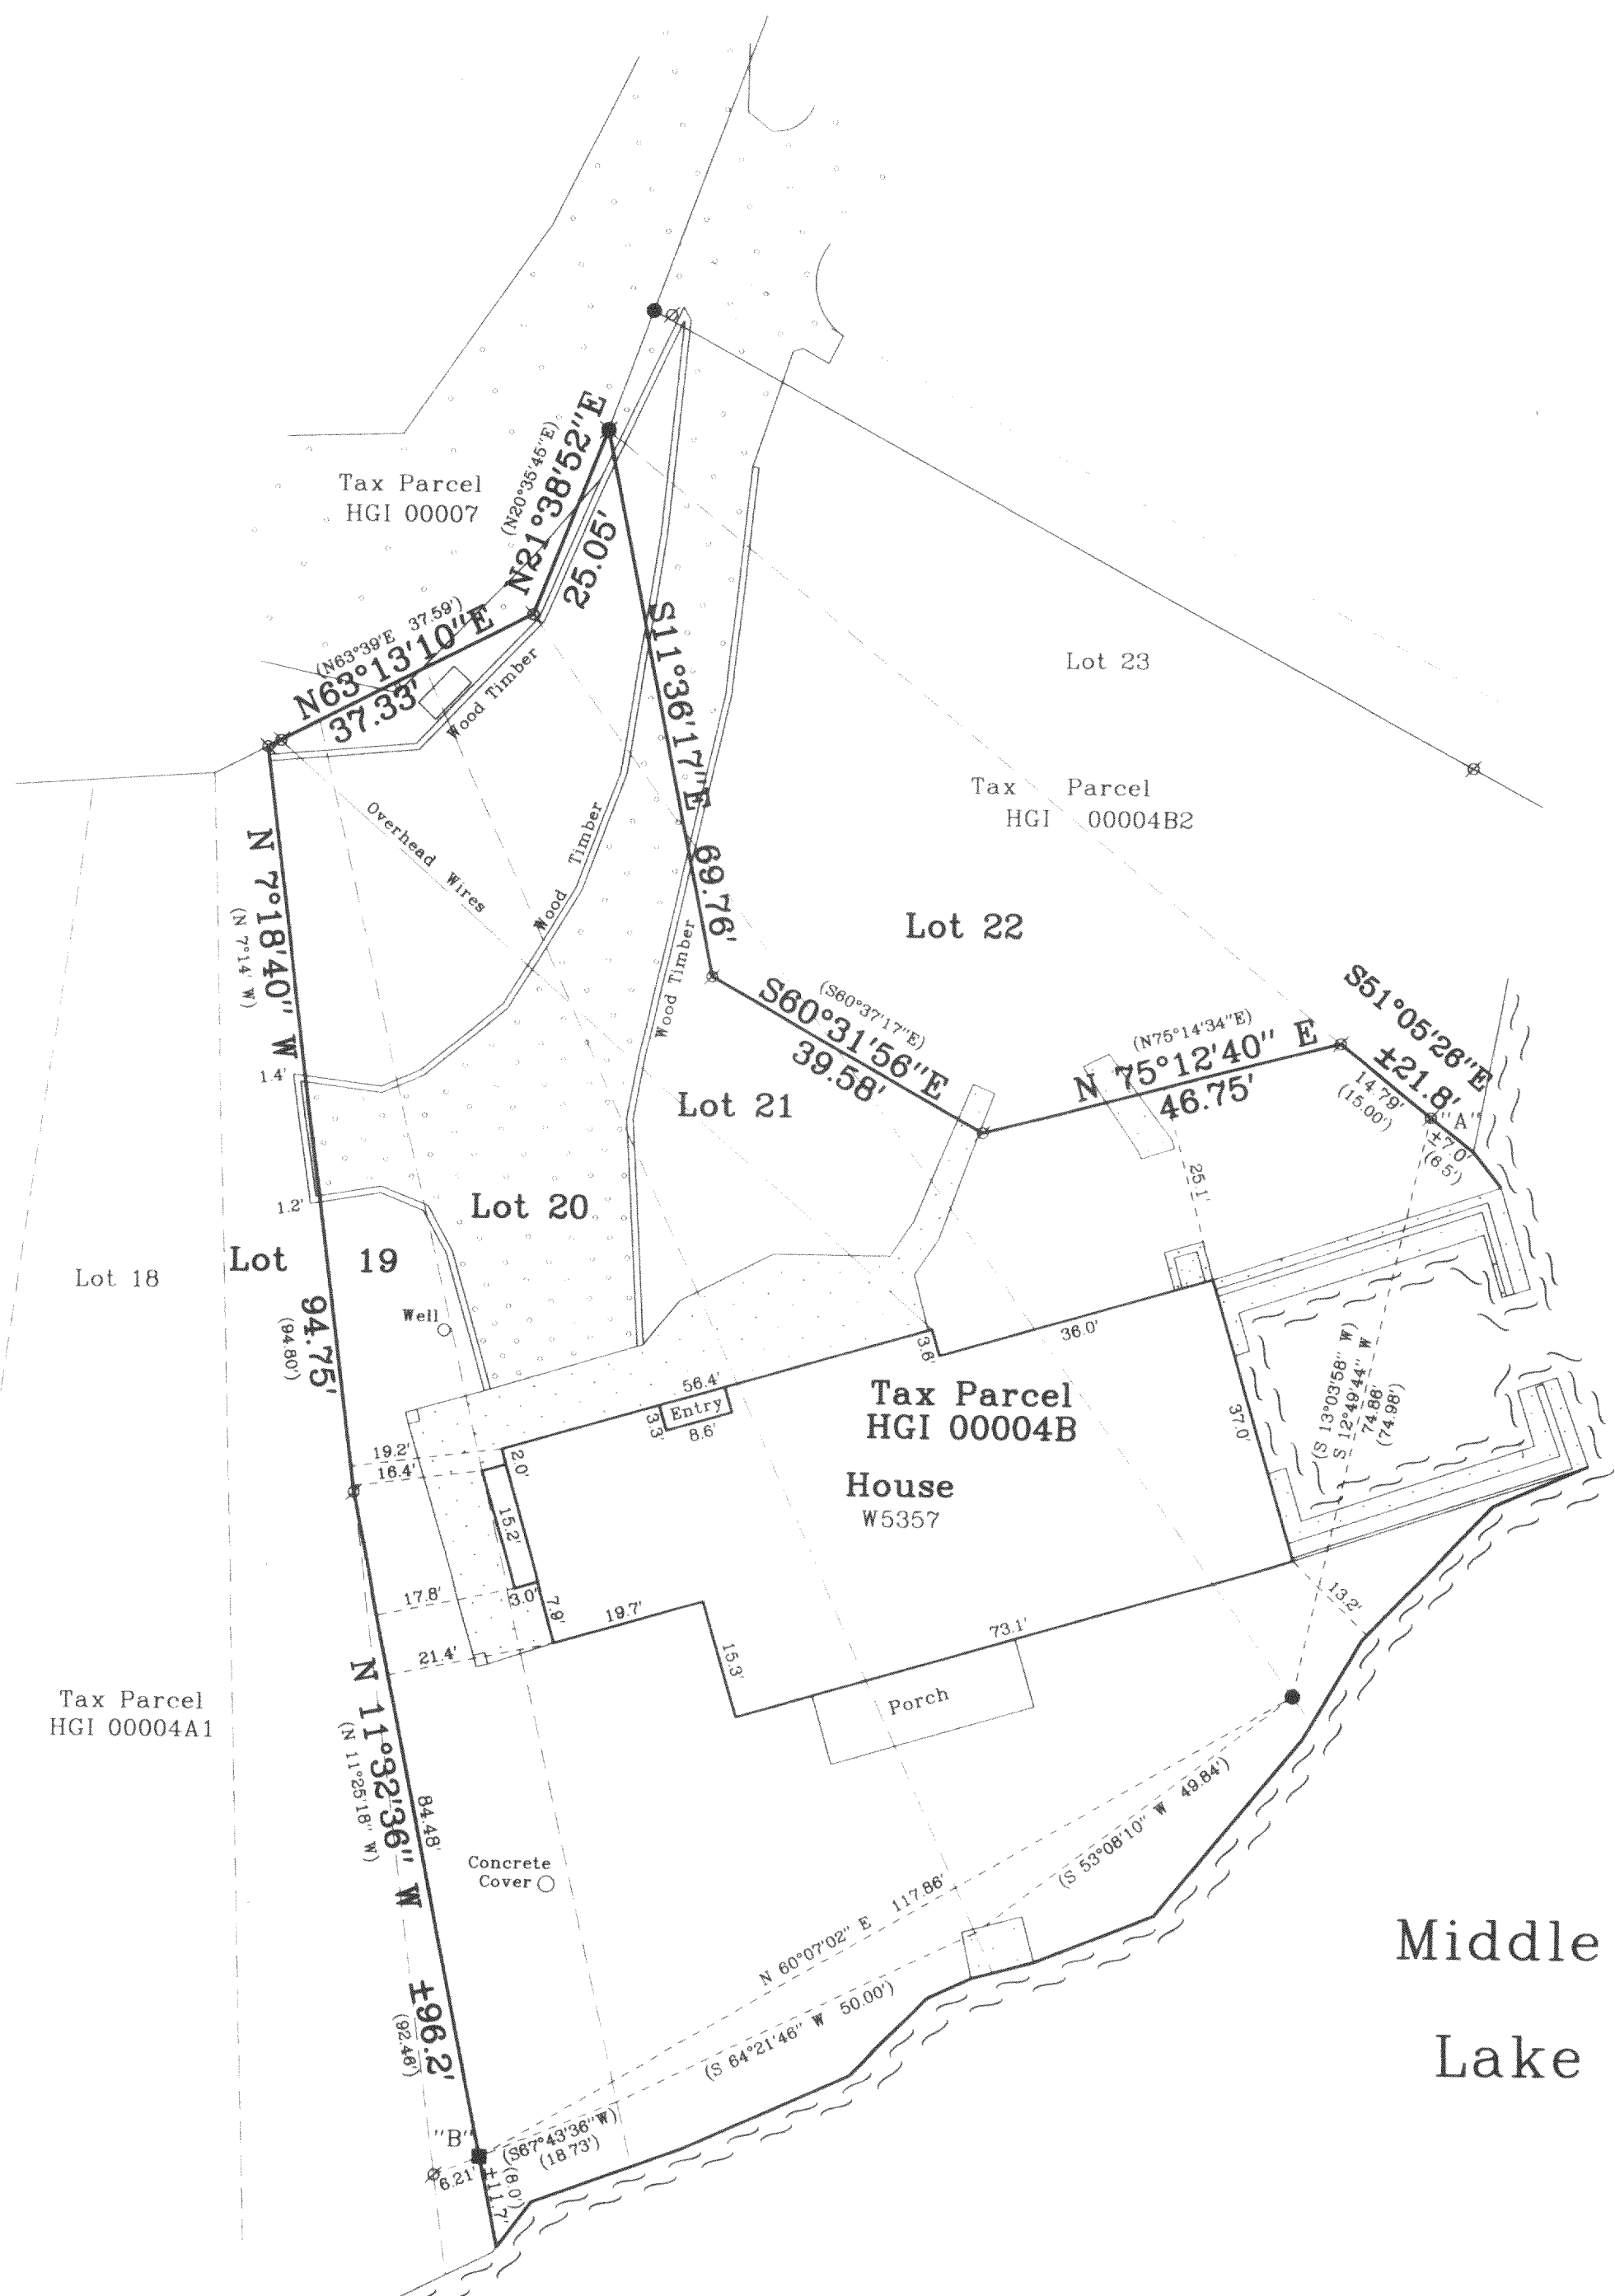 Tax Parcel
HGI 00007
(N20°35'45"E)
N21°38'52"E
25.05'
(N63°39'E 37.59')
N63°13'10"E
37.33'
Wood Timber
S11°36'17"E 69.76'
Lot 23
Tax Parcel
HGI 00004B2
Overhead Wires
Wood Timber
Wood Timber
N 7°18'40" W
(N 7°14' W)
94.75'
(94.80')
Lot 22
(S60°37'17"E)
S60°31'56"E
39.58'
(N75°14'34"E)
N 75°12'40" E
46.75'
S51°05'26"E
±21.8'
14.79'
(15.00')
"A"
±7.0'
(6.5')
1.4'
Lot 21
25.1'
1.2'
Lot 20
Lot 19
Lot 18
Well
3.6'
36.0'
56.4'
Entry
3.3'
8.6'
Tax Parcel
HGI 00004B
House
W5357
37.0'
(S 13°03'58" W)
S 12°49'44" W
74.86'
(74.98')
19.2'
16.4'
2.0'
15.2'
17.8'
3.0'
7.9'
19.7'
21.4'
15.3'
73.1'
13.2'
Porch
Tax Parcel
HGI 00004A1
N 11°32'36" W
(N 11°25'18" W)
84.48'
±96.2'
(92.46')
Concrete
Cover
N 60°07'02" E 117.86'
(S 53°08'10" W 49.84')
(S 64°21'46" W 50.00')
Middle
Lake
"B"
(S67°43'36"W)
(18.73')
6.21'
(8.0')
±11.7'